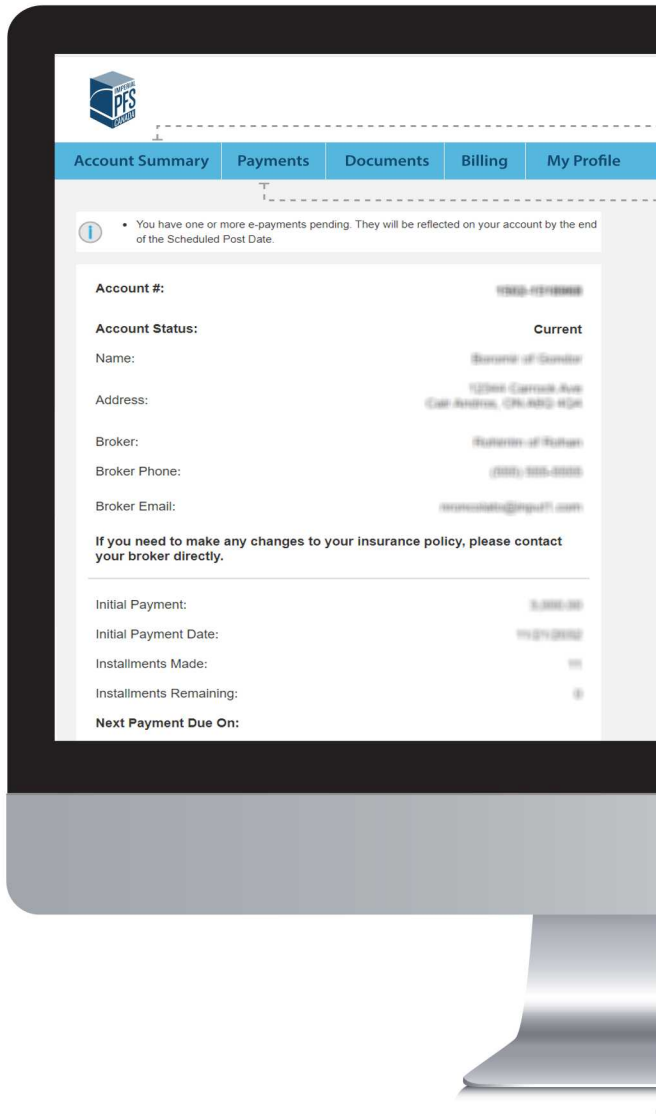 IMPERIAL
PFS
CANADA
Account Summary Payments Documents Billing My Profile
• You have one or more e-payments pending. They will be reflected on your account by the end
of the Scheduled Post Date.
Account #:
Account Status: Current
Name:
Address:
Broker:
Broker Phone:
Broker Email:
If you need to make any changes to your insurance policy, please contact
your broker directly.
Initial Payment:
Initial Payment Date:
Installments Made:
Installments Remaining:
Next Payment Due On: